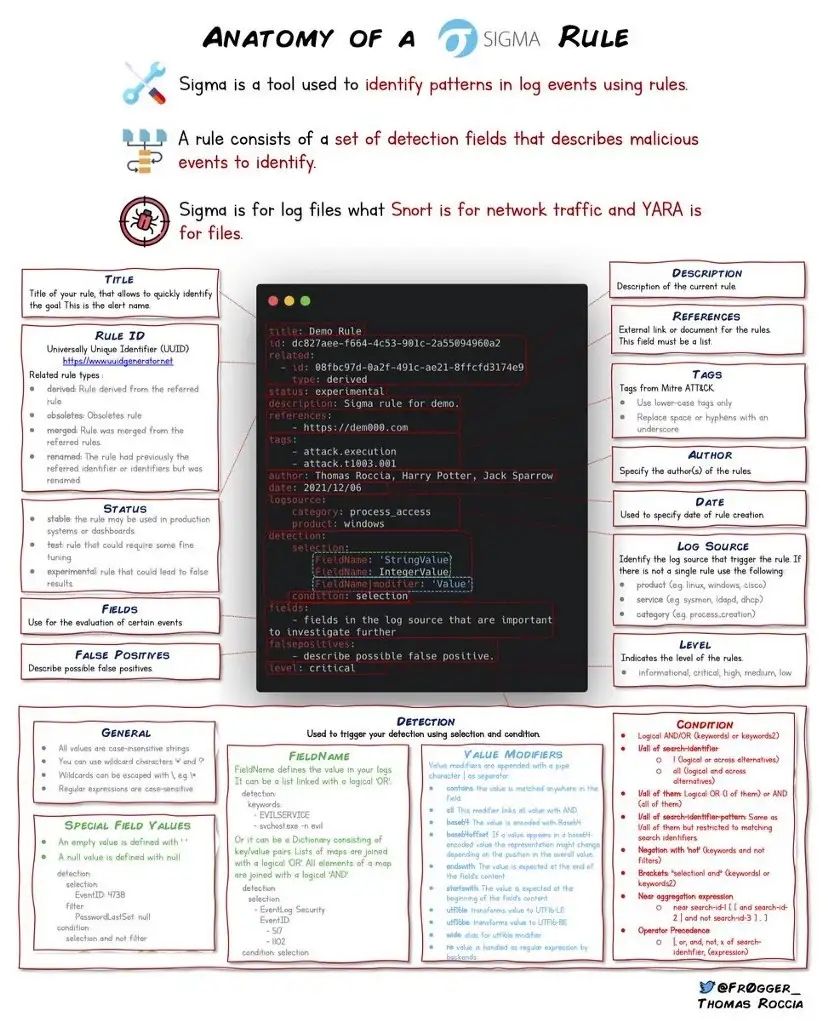 ANATOMY OF A SIGMA RULE
Sigma is a tool used to identify patterns in log events using rules.
A rule consists of a set of detection fields that describes malicious
events to identify.
Sigma is for log files what Snort is for network traffic and YARA is
for files.
TITLE
Title of your rule, that allows to quickly identify
the goal. This is the alert name.
RULE ID
Universally Unique Identifier (UUID)
https://www.uuidgenerator.net
Related rule types :
derived: Rule derived from the referred
rule.
obsoletes: Obsoletes rule
merged: Rule was merged from the
referred rules.
renamed: The rule had previously the
referred identifier or identifiers but was
renamed
STATUS
stable: the rule may be used in production
systems or dashboards
test: rule that could require some fine
tuning
experimental: rule that could lead to false
results
FIELDS
Use for the evaluation of certain events
FALSE POSITIVES
Describe possible false positives.
title: Demo Rule
id: dc827aee-f664-4c53-901c-2a55094960a2
related:
- id: 08fbc97d-0a2f-491c-ae21-8ffcfd3174e9
type: derived
status: experimental
description: Sigma rule for demo.
references:
- https://dem000.com
tags:
- attack.execution
- attack.t1003.001
author: Thomas Roccia, Harry Potter, Jack Sparrow
date: 2021/12/06
logsource:
category: process_access
product: windows
detection:
selection:
FieldName: 'StringValue'
FieldName: IntegerValue
FieldName|modifier: 'Value'
condition: selection
fields:
- fields in the log source that are important
to investigate further
falsepositives:
- describe possible false positive.
level: critical
DESCRIPTION
Description of the current rule.
REFERENCES
External link or document for the rules.
This field must be a list.
TAGS
Tags from Mitre ATT&CK
Use lower-case tags only
Replace space or hyphens with an
underscore
AUTHOR
Specify the author(s) of the rules
DATE
Used to specify date of rule creation.
LOG SOURCE
Identify the log source that trigger the rule. If
there is not a single rule use the following:
product (e.g. linux, windows, cisco)
service (e.g. sysmon, ldapd, dhcp)
category (e.g. process_creation)
LEVEL
Indicates the level of the rules.
informational, critical, high, medium, low
DETECTION
Used to trigger your detection using selection and condition.
GENERAL
All values are case-insensitive strings
You can use wildcard characters '*' and '?'
Wildcards can be escaped with \, e.g. \*
Regular expressions are case-sensitive
SPECIAL FIELD VALUES
An empty value is defined with ' '
A null value is defined with null
detection:
selection:
EventID: 4738
filter:
PasswordLastSet: null
condition:
selection and not filter
FIELDNAME
FieldName defines the value in your logs
It can be a list linked with a logical 'OR'.
detection:
keywords:
- EVILSERVICE
- svchost.exe -n evil
Or it can be a Dictionary consisting of
key/value pairs. Lists of maps are joined
with a logical 'OR'. All elements of a map
are joined with a logical 'AND'.
detection:
selection:
- EventLog: Security
EventID:
- 517
- 1102
condition: selection
VALUE MODIFIERS
Value modifiers are appended with a pipe
character | as separator
contains: the value is matched anywhere in the
field
all: This modifier links all value with AND.
base64: The value is encoded with Base64
base64offset: If a value appears in a base64-
encoded value the representation might change
depending on the position in the overall value.
endswith: The value is expected at the end of
the field's content
startswith: The value is expected at the
beginning of the field's content
utf16le: transforms value to UTF16-LE
utf16be: transforms value to UTF16-BE
wide: alias for utf16le modifier
re: value is handled as regular expression by
backends
CONDITION
Logical AND/OR (keywords1 or keywords2)
1/all of search-identifier
1 (logical or across alternatives)
all (logical and across
alternatives)
1/all of them: Logical OR (1 of them) or AND
(all of them)
1/all of search-identifier-pattern: Same as
1/all of them but restricted to matching
search identifiers.
Negation with 'not' (keywords and not
filters)
Brackets: "selection1 and" (keywords1 or
keywords2)
Near aggregation expression
near search-id-1 [ [ and search-id-
2 | and not search-id-3 ] . ]
Operator Precedence
|, or, and, not, x of search-
identifier, (expression)
@FR0GGER_
THOMAS ROCCIA